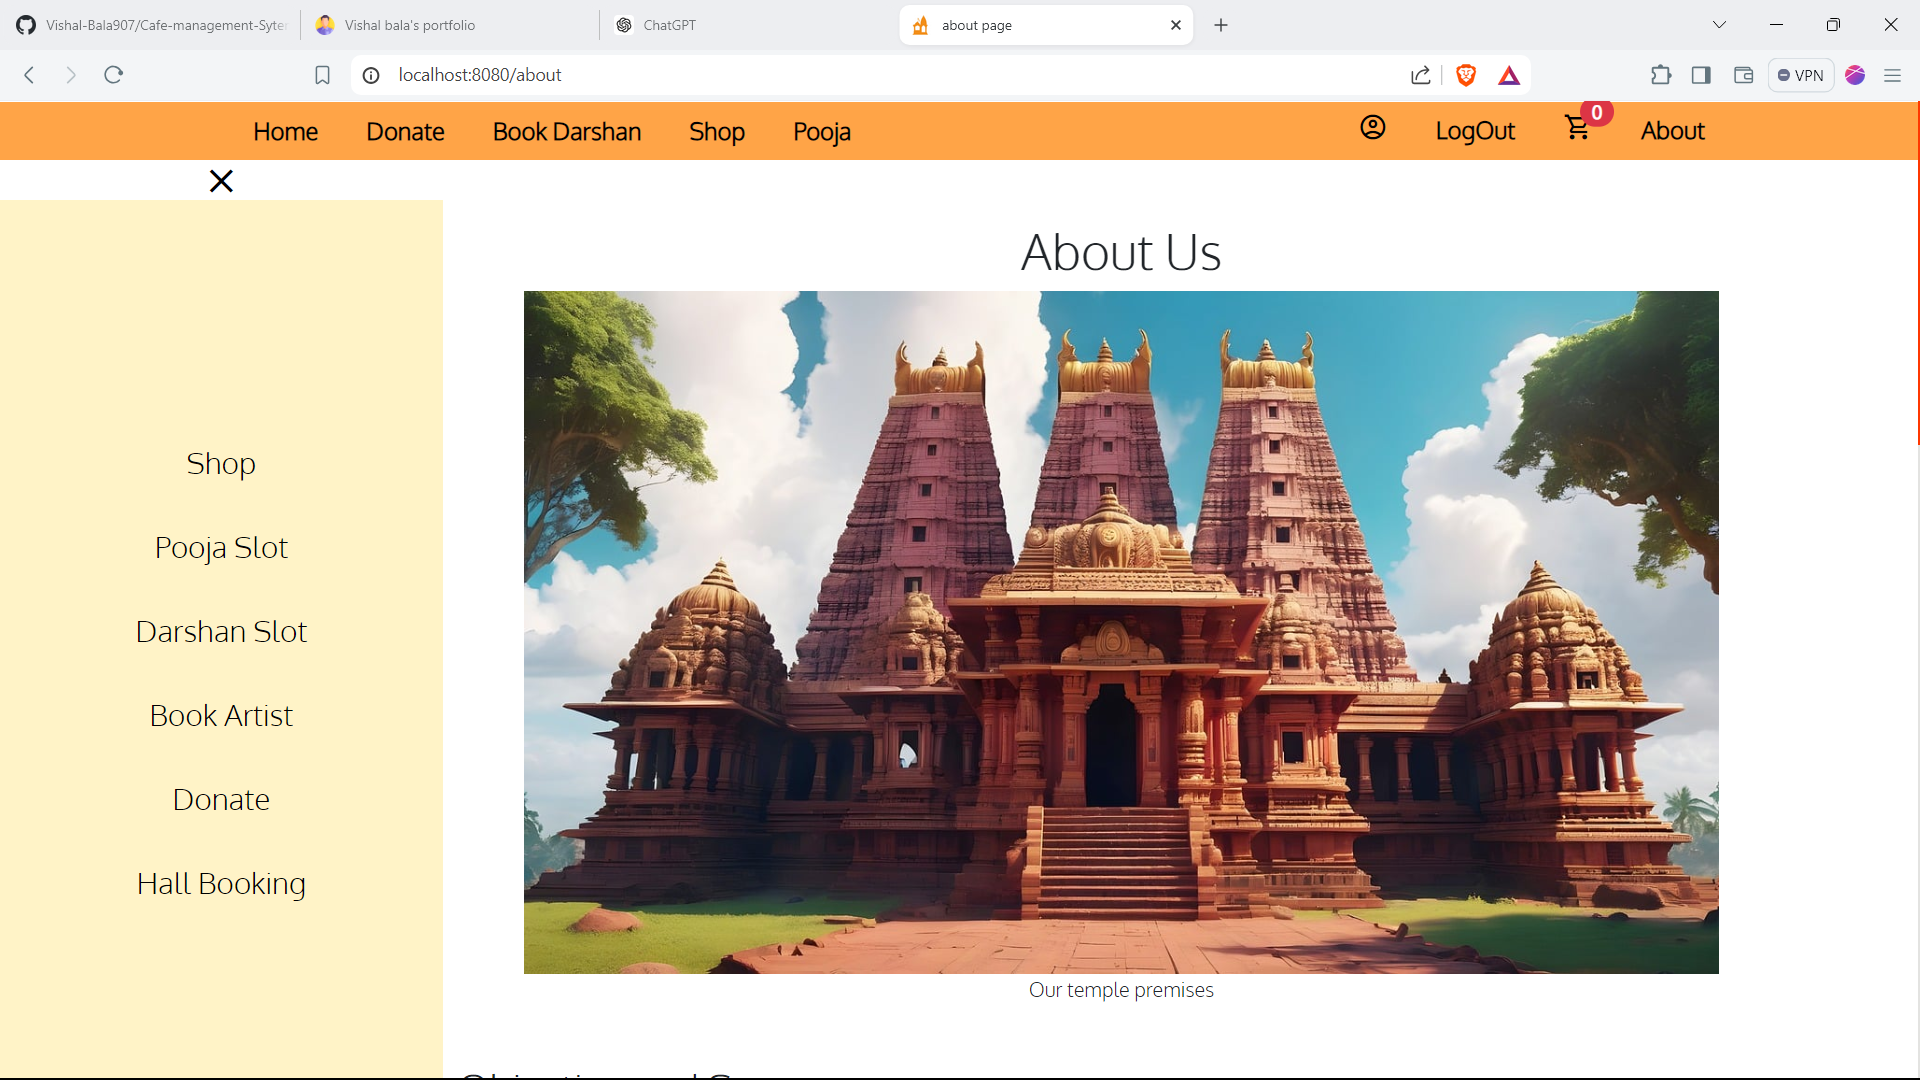 Vishal-Bala907/Cafe-management-Syte
Vishal bala's portfolio
ChatGPT
about page
localhost:8080/about
VPN
Home
Donate
Book Darshan
Shop
Pooja
LogOut
0
About
About Us
Shop
Pooja Slot
Darshan Slot
Book Artist
Donate
Hall Booking
Our temple premises